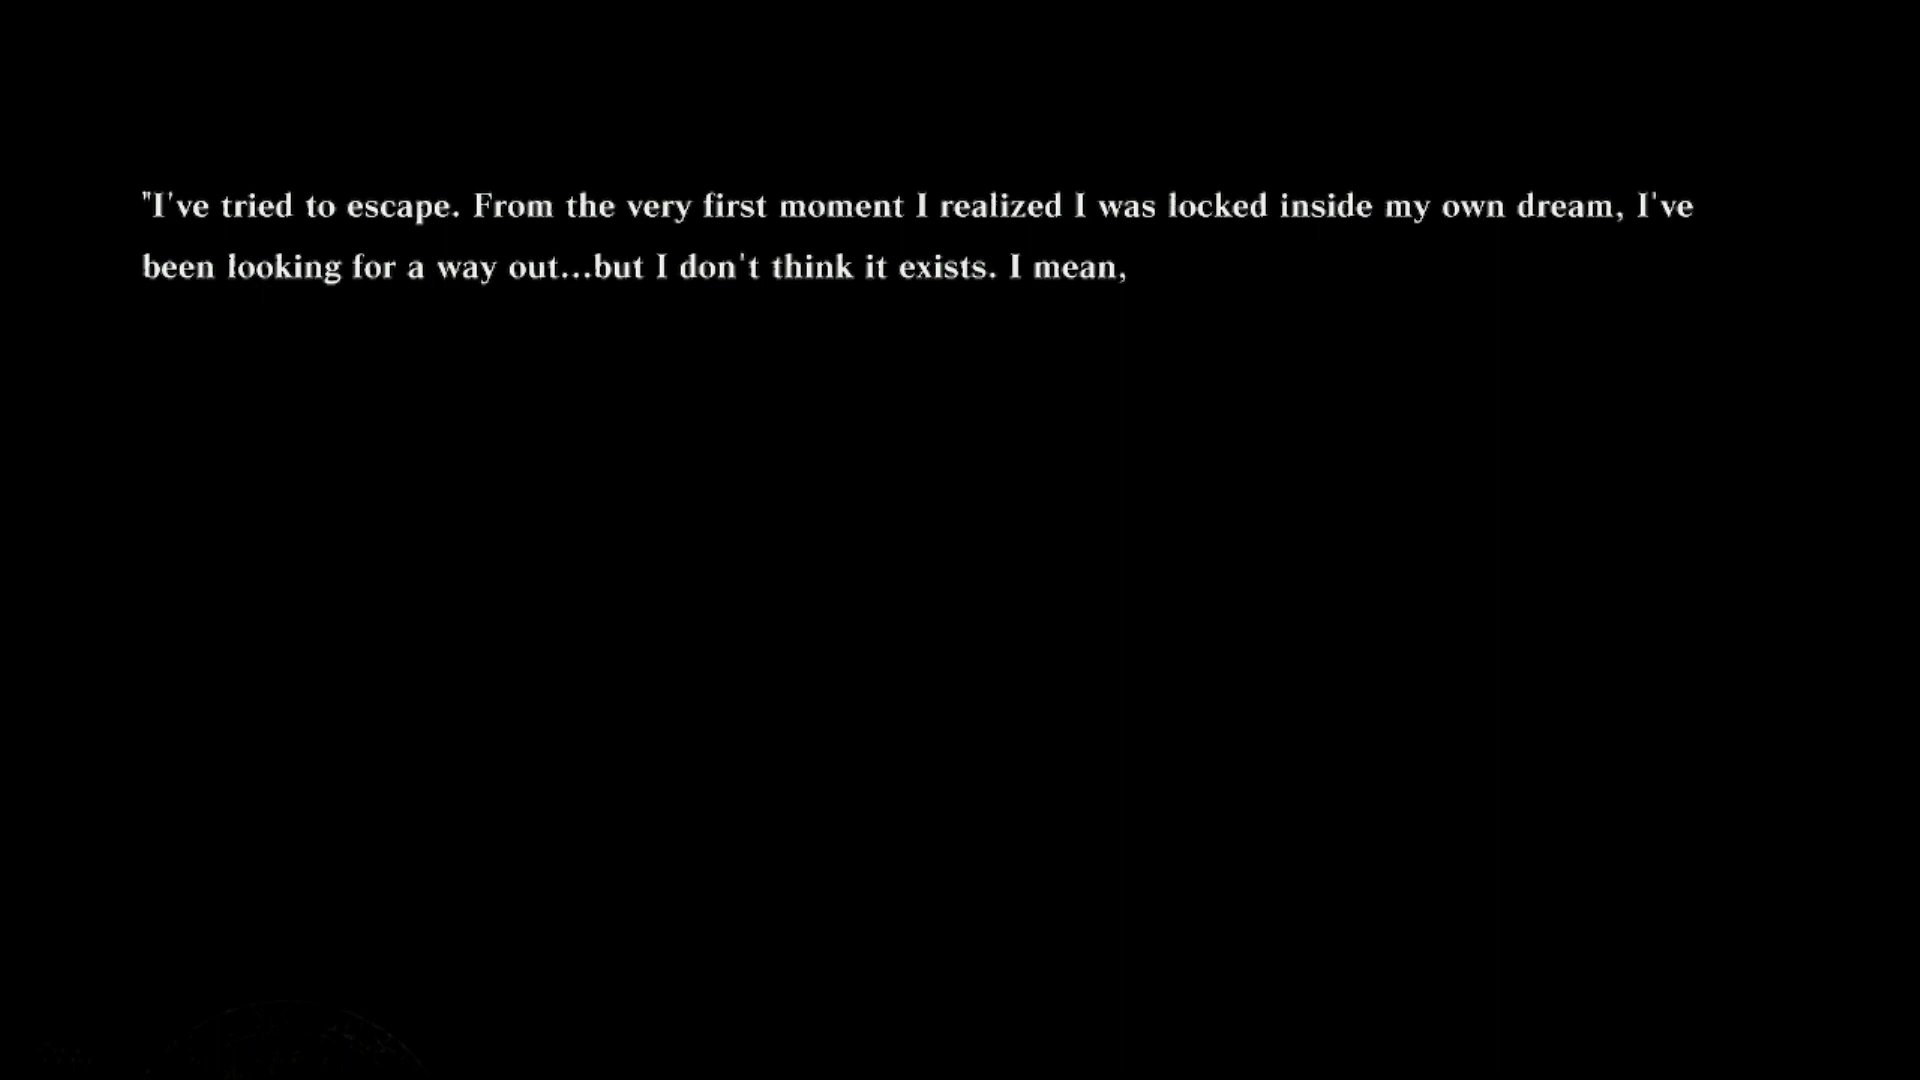 "I've tried to escape. From the very first moment I realized I was locked inside my own dream, I've
been looking for a way out...but I don't think it exists. I mean,